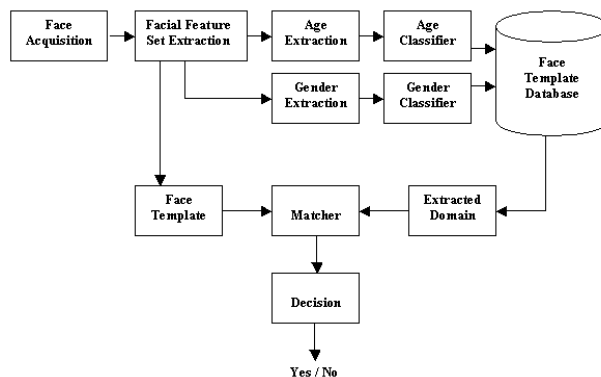 Face
Acquisition
Facial Feature
Set Extraction
Age
Extraction
Age
Classifier
Face
Template
Database
Gender
Extraction
Gender
Classifier
Face
Template
Matcher
Extracted
Domain
Decision
Yes / No